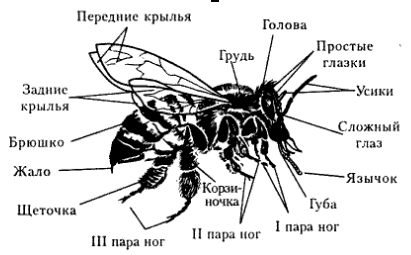 Передние крылья
Голова
Грудь
Простые
глазки
Задние
крылья
Усики
Брюшко
Сложный
глаз
Жало
Язычок
Корзи-
ночка
Щеточка
Губа
III пара ног
II пара ног
I пара ног